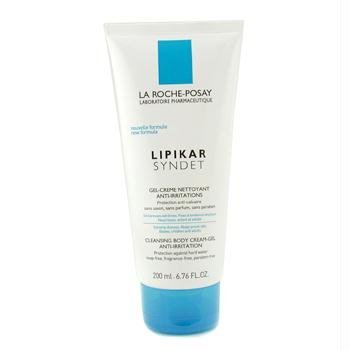 LA ROCHE-POSAY
LABORATOIRE PHARMACEUTIQUE
nouvelle formule
new formula
LIPIKAR
SYNDET
GEL-CREME NETTOYANT
ANTI-IRRITATIONS
Protection anti-calcaire
sans savon, sans parfum, sans paraben
CLEANSING BODY CREAM-GEL
ANTI-IRRITATION
Protection against hard water
soap-free, fragrance-free, paraben-free
200 ml - 6.76 FL.OZ.